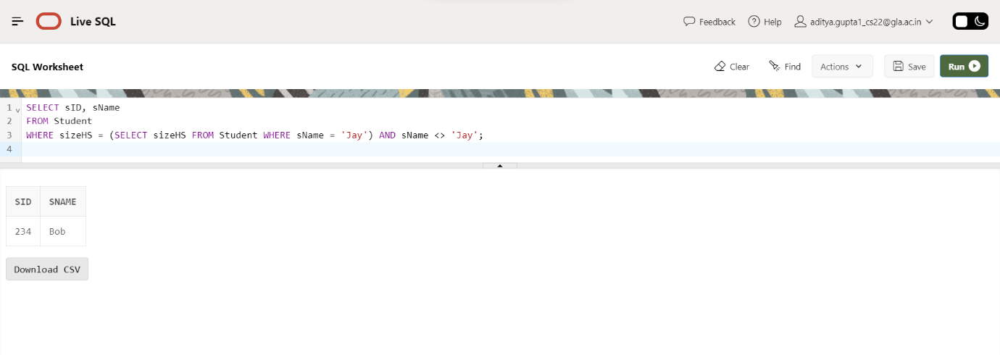 Live SQL
Feedback
Help
aditya.gupta1_cs22@gla.ac.in
SQL Worksheet
Clear
Find
Actions
Save
Run
1 SELECT sID, sName
2 FROM Student
3 WHERE sizeHS = (SELECT sizeHS FROM Student WHERE sName = 'Jay') AND sName <> 'Jay';
4
SID SNAME
234 Bob
Download CSV